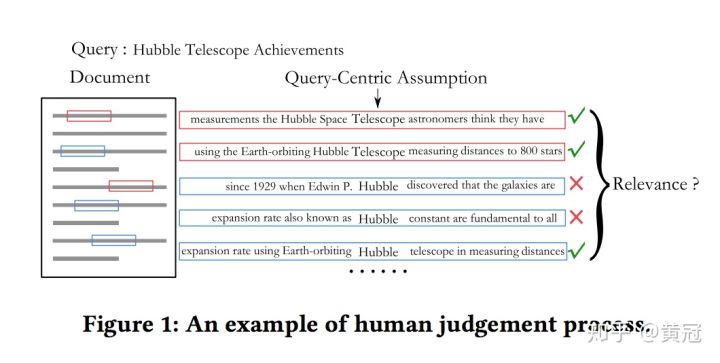 Query : Hubble Telescope Achievements
Document
Query-Centric Assumption
measurements the Hubble Space Telescope astronomers think they have
using the Earth-orbiting Hubble Telescope measuring distances to 800 stars
since 1929 when Edwin P. Hubble discovered that the galaxies are
expansion rate also known as Hubble constant are fundamental to all
expansion rate using Earth-orbiting Hubble telescope in measuring distances
Relevance ?
......
Figure 1: An example of human judgement process.
知乎 @黄冠